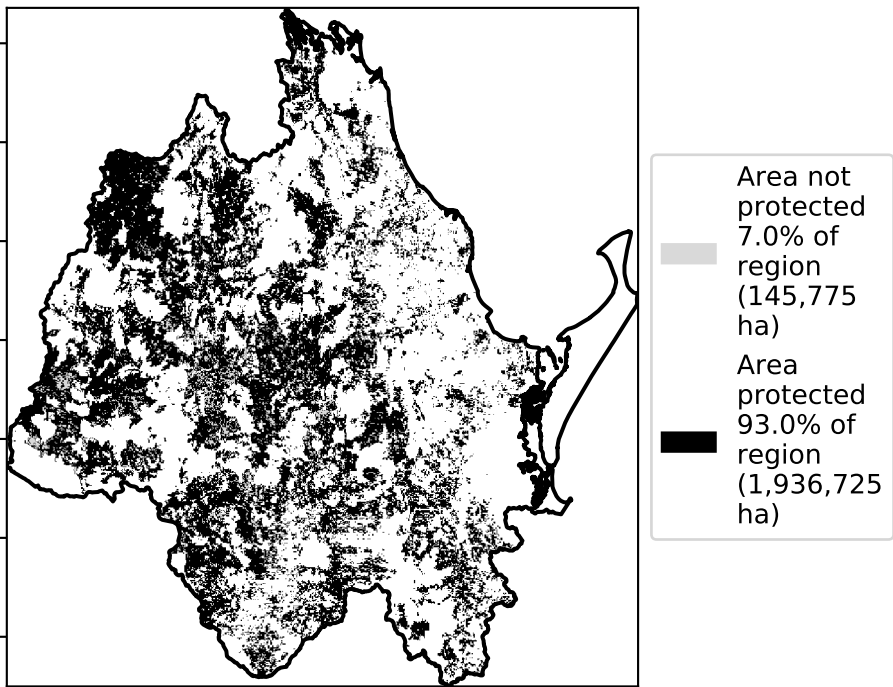 Area not
protected
7.0% of
region
(145,775
ha)
Area
protected
93.0% of
region
(1,936,725
ha)